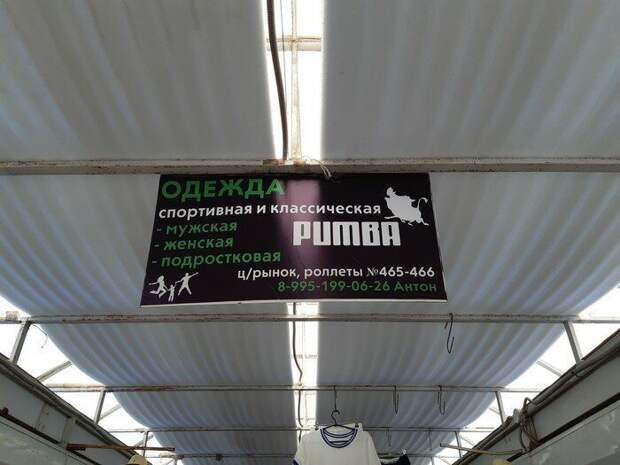 ОДЕЖДА
спортивная и классическая
- мужская
- женская
- подростковая
PUMBA
ц/рынок, роллеты №465-466
8-995-199-06-26 Антон